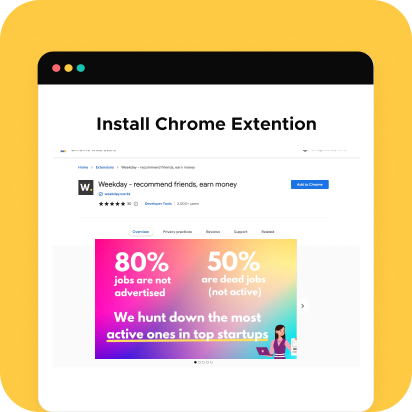 Install Chrome Extention
Home > Extensions > Weekday - recommend friends, earn money
W.
Weekday - recommend friends, earn money
Add to Chrome
weekday.works
Developer Tools
2,000+ users
Overview Privacy practices Reviews Support Related
80% 50%
jobs are not are dead jobs
advertised (not active)
We hunt down the most
active ones in top startups